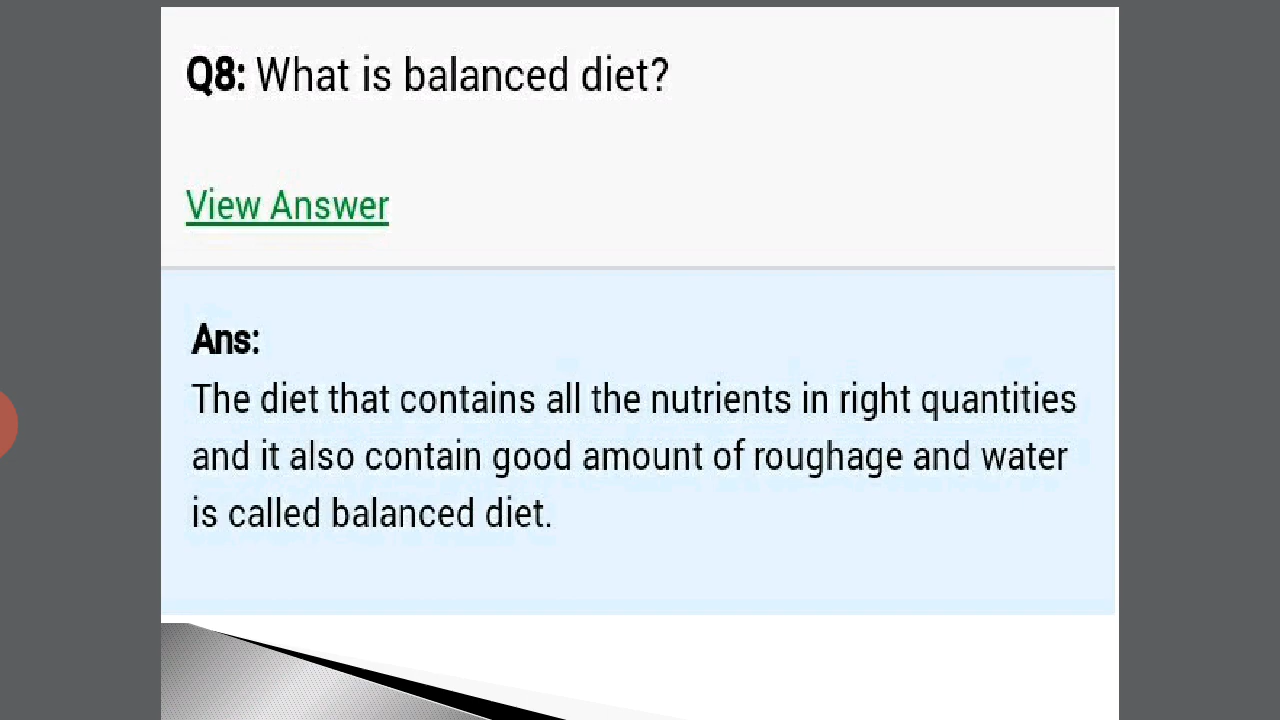 Q8: What is balanced diet?
View Answer
Ans:
The diet that contains all the nutrients in right quantities
and it also contain good amount of roughage and water
is called balanced diet.